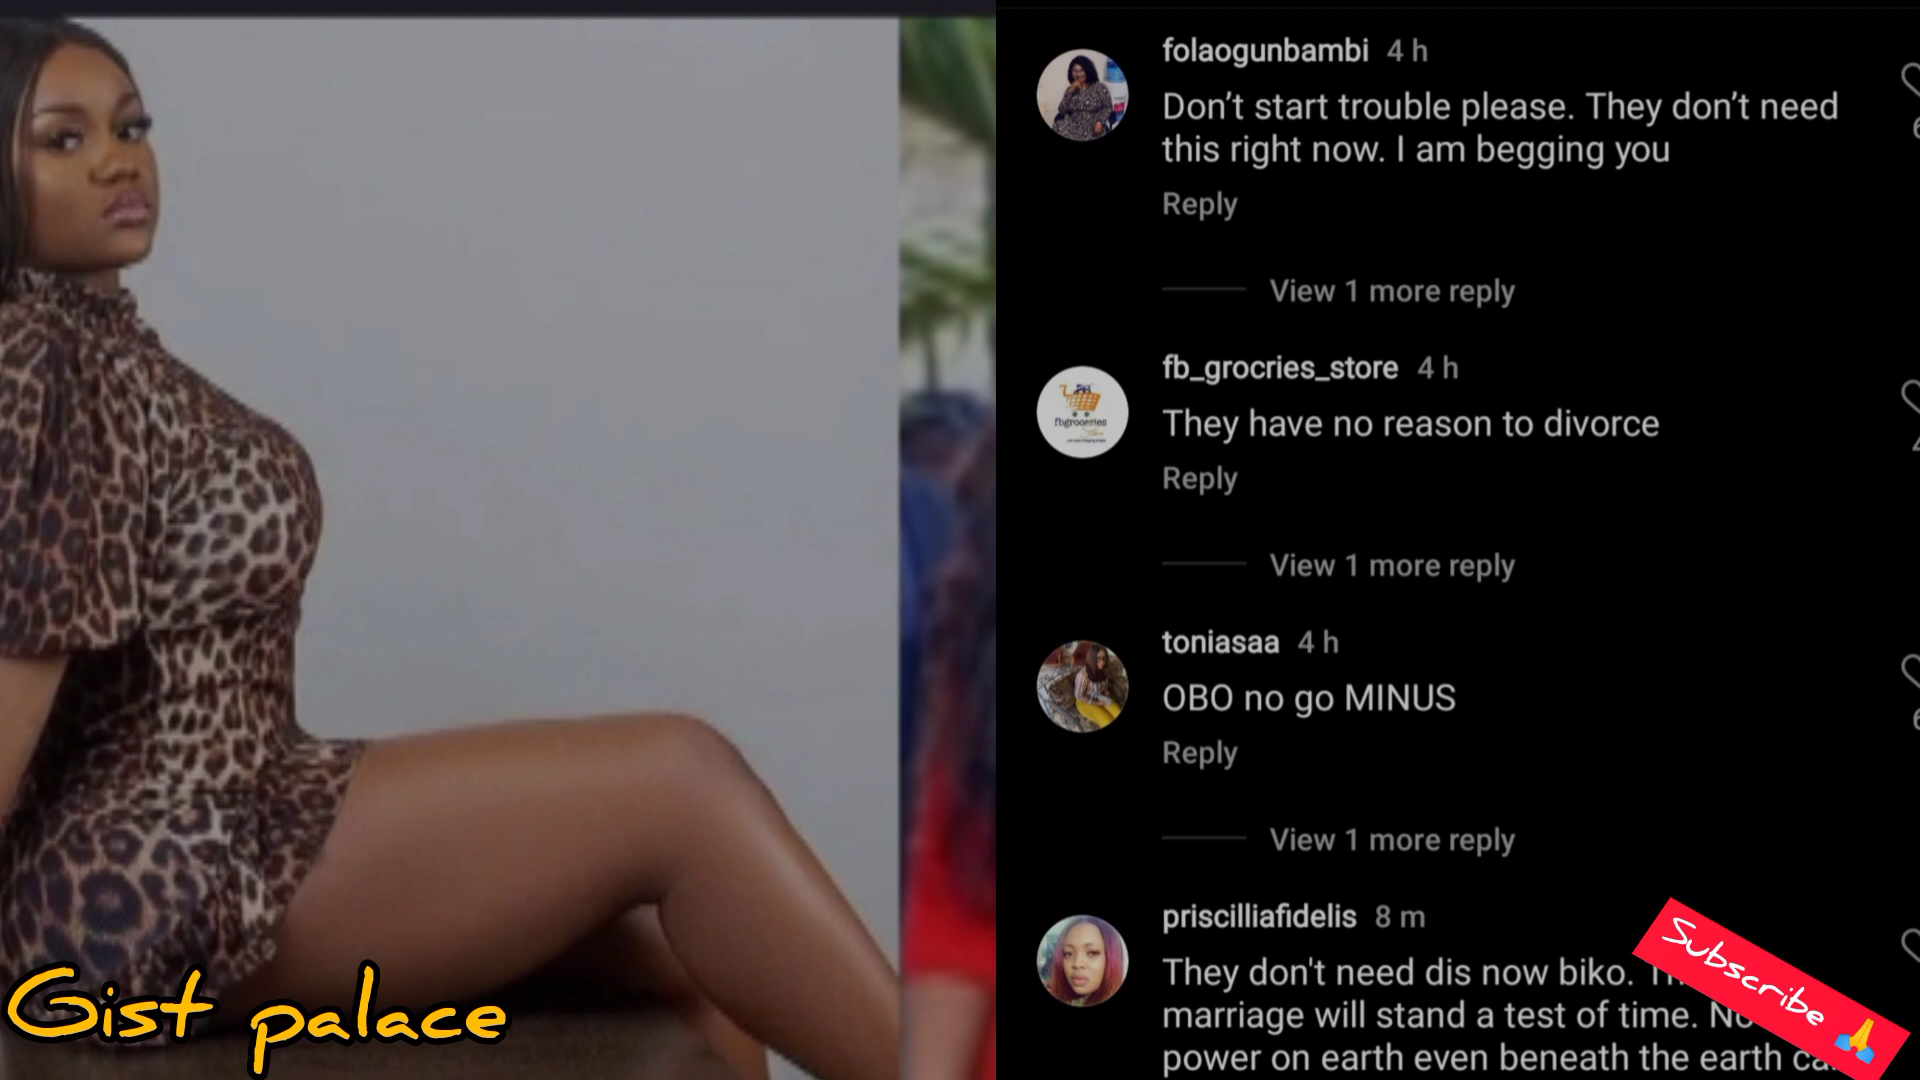 folaogunbambi 4 h
Don't start trouble please. They don't need
this right now. I am begging you
Reply
View 1 more reply
fb_grocries_store 4 h
fbgroceries
They have no reason to divorce
Reply
View 1 more reply
toniasaa 4 h
OBO no go MINUS
Reply
View 1 more reply
priscilliafidelis 8 m
They don't need dis now biko.
marriage will stand a test of time. No
power on earth even beneath the earth
Gist palace
Subscribe 🙏